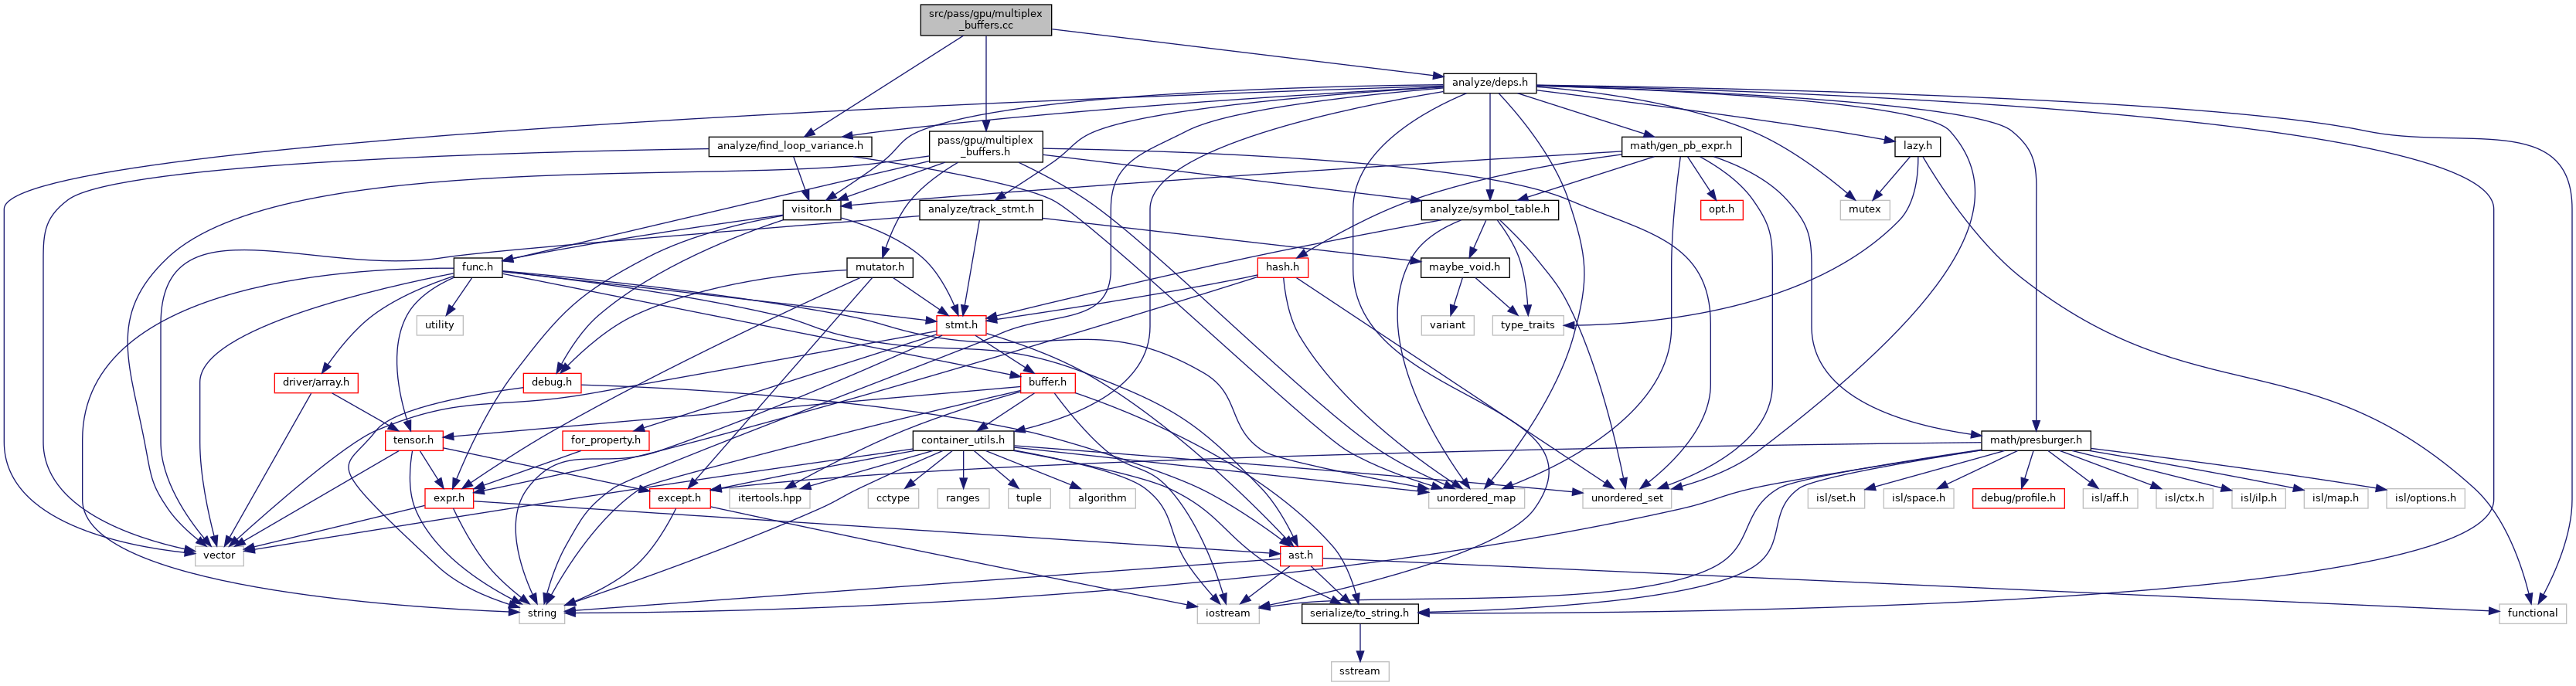 src/pass/gpu/multiplex
_buffers.cc
analyze/deps.h
analyze/find_loop_variance.h
pass/gpu/multiplex
_buffers.h
math/gen_pb_expr.h
lazy.h
visitor.h
analyze/track_stmt.h
analyze/symbol_table.h
opt.h
mutex
func.h
mutator.h
hash.h
maybe_void.h
utility
stmt.h
variant
type_traits
driver/array.h
debug.h
buffer.h
tensor.h
for_property.h
container_utils.h
math/presburger.h
expr.h
except.h
itertools.hpp
cctype
ranges
tuple
algorithm
unordered_map
unordered_set
isl/set.h
isl/space.h
debug/profile.h
isl/aff.h
isl/ctx.h
isl/ilp.h
isl/map.h
isl/options.h
vector
ast.h
string
iostream
serialize/to_string.h
functional
sstream